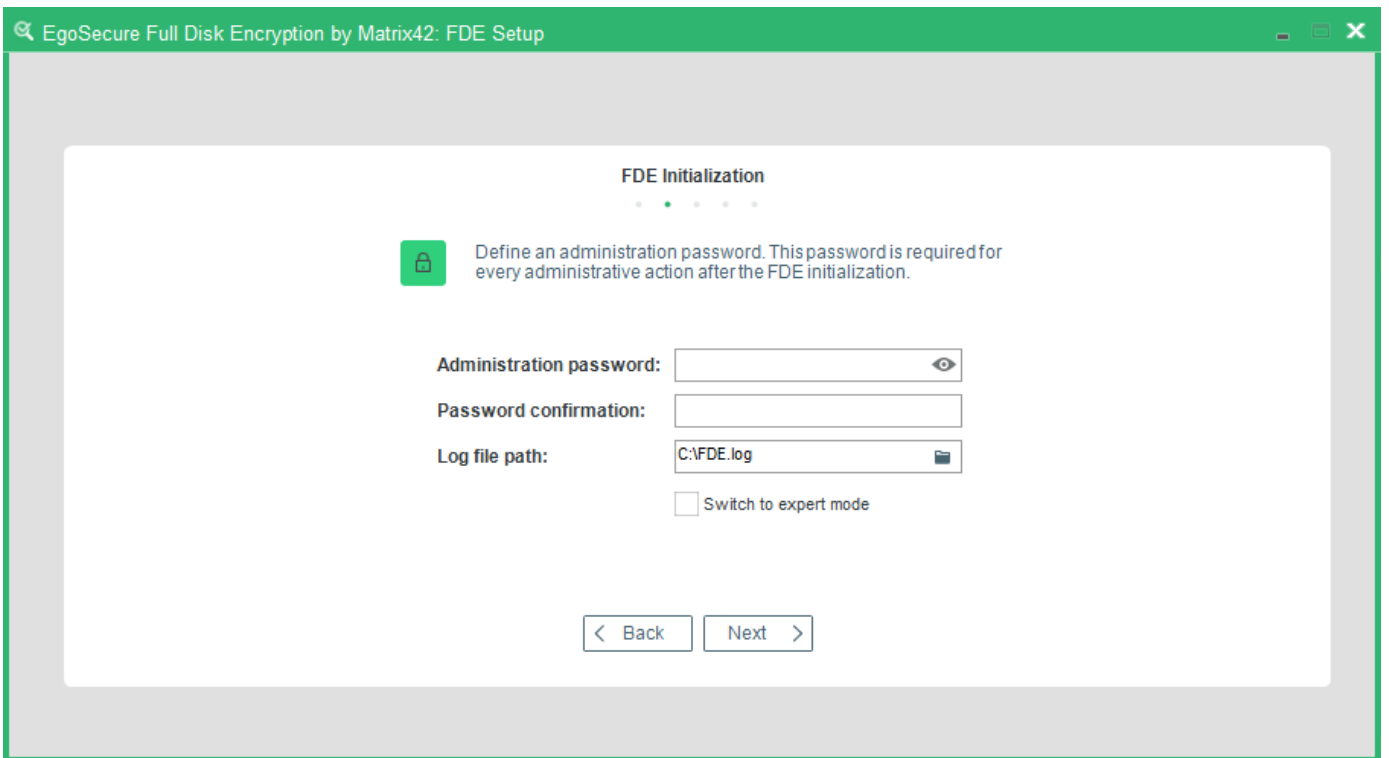 EgoSecure Full Disk Encryption by Matrix42: FDE Setup
FDE Initialization
Define an administration password. This password is required for
every administrative action after the FDE initialization.
Administration password:
Password confirmation:
Log file path:
C:\FDE.log
Switch to expert mode
Back
Next